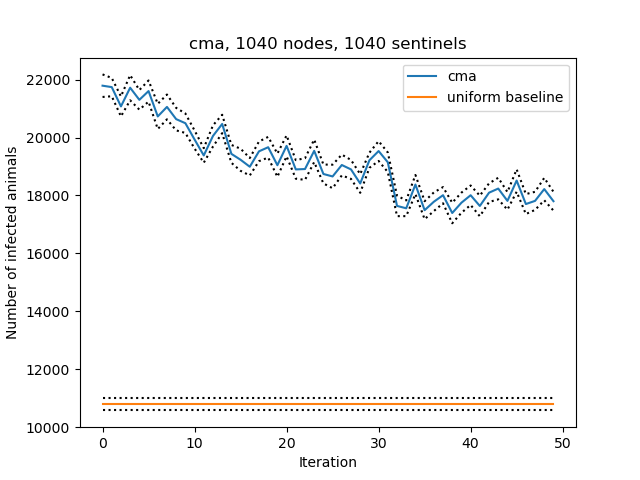 cma, 1040 nodes, 1040 sentinels
cma
uniform baseline
Number of infected animals
22000
20000
18000
16000
14000
12000
10000
0 10 20 30 40 50
Iteration